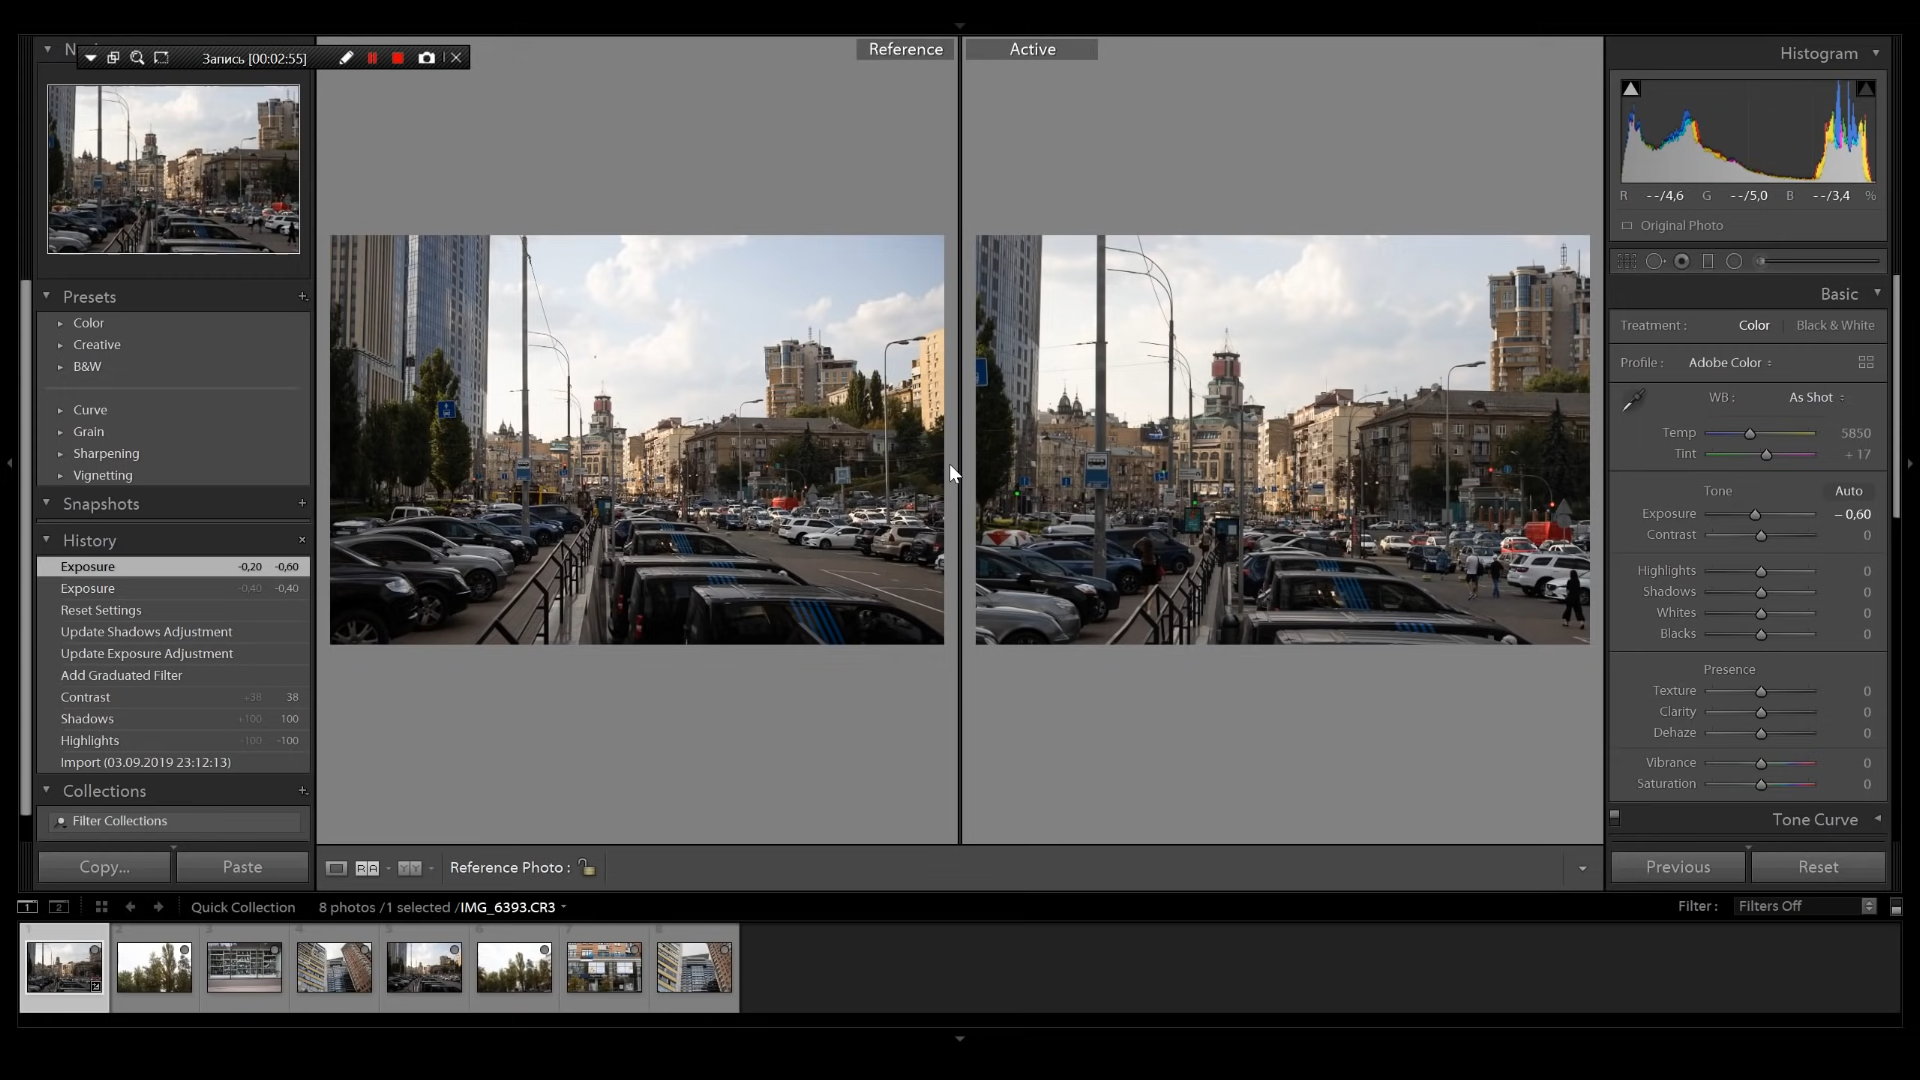 N
Запись [00:02:55]
Reference
Active
Histogram
R --/4,6 G --/5,0 B --/3,4 %
Original Photo
Presets
Color
Creative
B&W
Curve
Grain
Sharpening
Vignetting
Snapshots
History
Exposure -0,20 -0,60
Exposure -0,40 -0,40
Reset Settings
Update Shadows Adjustment
Update Exposure Adjustment
Add Graduated Filter
Contrast +38 38
Shadows +100 100
Highlights -100 -100
Import (03.09.2019 23:12:13)
Collections
Filter Collections
Copy... Paste
Basic
Treatment : Color Black & White
Profile : Adobe Color
WB : As Shot
Temp 5850
Tint + 17
Tone Auto
Exposure – 0,60
Contrast 0
Highlights 0
Shadows 0
Whites 0
Blacks 0
Presence
Texture 0
Clarity 0
Dehaze 0
Vibrance 0
Saturation 0
Tone Curve
Previous Reset
R A Y Y Reference Photo :
1 2 Quick Collection 8 photos /1 selected /IMG_6393.CR3
Filter : Filters Off